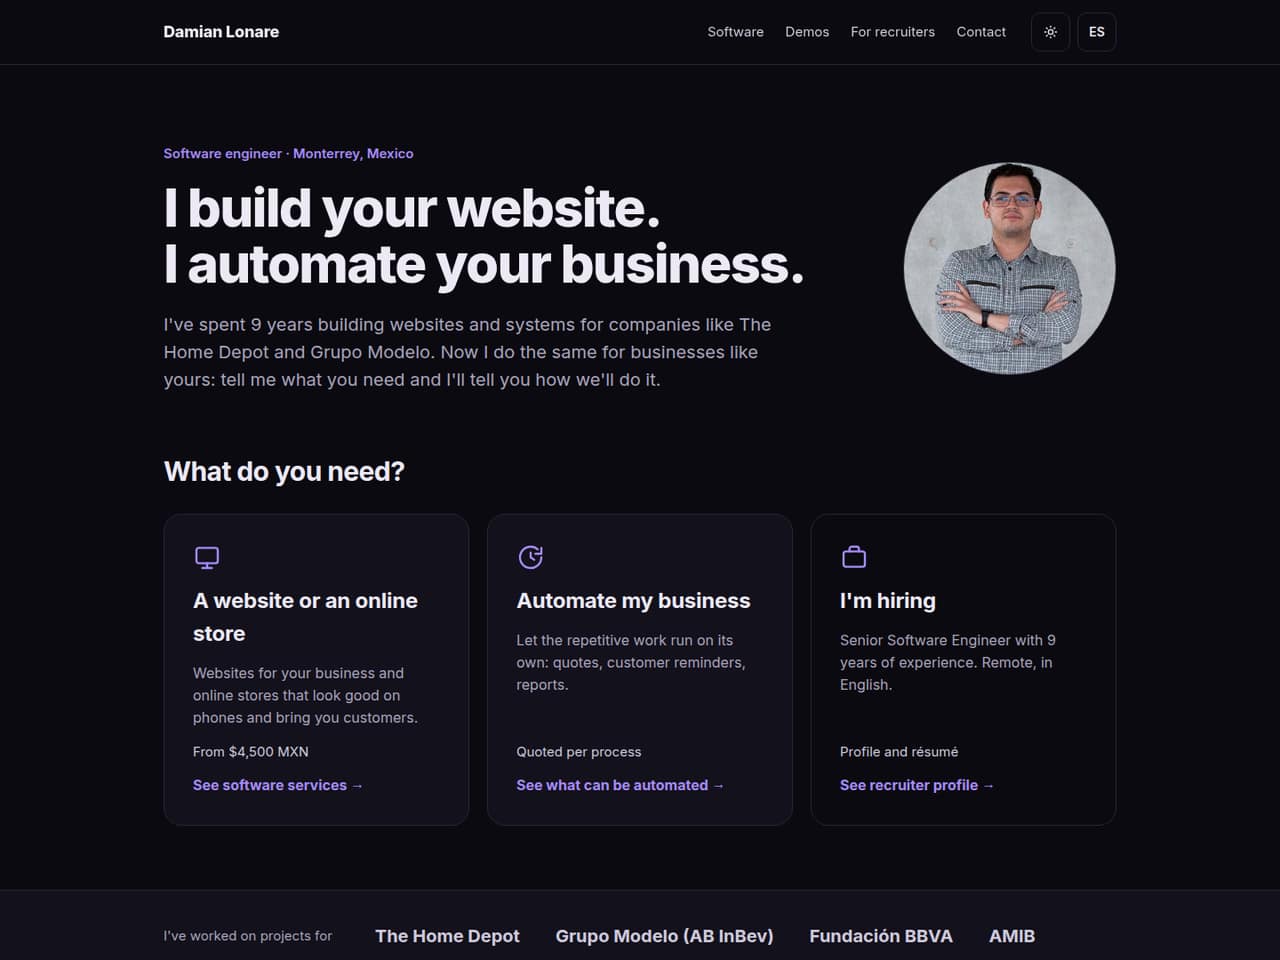 Damian Lonare
Software
Demos
For recruiters
Contact
ES
Software engineer · Monterrey, Mexico
I build your website.
I automate your business.
I've spent 9 years building websites and systems for companies like The
Home Depot and Grupo Modelo. Now I do the same for businesses like
yours: tell me what you need and I'll tell you how we'll do it.
What do you need?
A website or an online
store
Websites for your business and
online stores that look good on
phones and bring you customers.
From $4,500 MXN
See software services →
Automate my business
Let the repetitive work run on its
own: quotes, customer reminders,
reports.
Quoted per process
See what can be automated →
I'm hiring
Senior Software Engineer with 9
years of experience. Remote, in
English.
Profile and résumé
See recruiter profile →
I've worked on projects for
The Home Depot
Grupo Modelo (AB InBev)
Fundación BBVA
AMIB